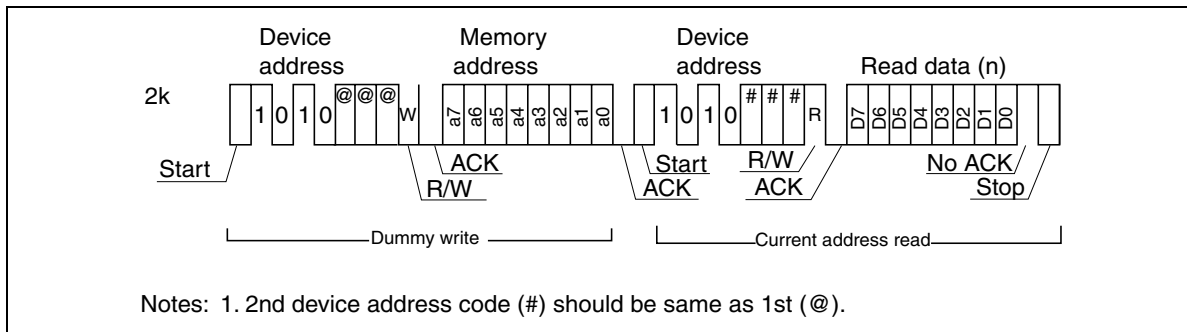 Device address
Memory address
Device address
Read data (n)
2k
1 0 1 0 @ @ @ W
a7 a6 a5 a4 a3 a2 a1 a0
1 0 1 0 # # # R
D7 D6 D5 D4 D3 D2 D1 D0
Start
ACK
R/W
Start
ACK
R/W
ACK
No ACK
Stop
Dummy write
Current address read
Notes: 1. 2nd device address code (#) should be same as 1st (@).